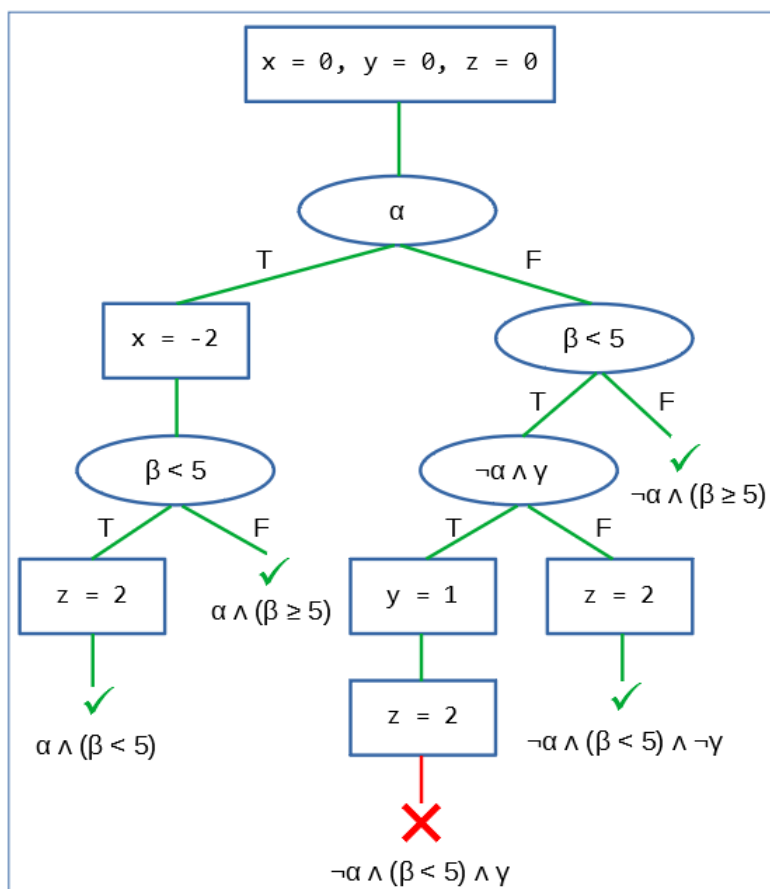 x = 0, y = 0, z = 0
α
T
F
x = -2
β < 5
T
F
β < 5
¬α ∧ γ
¬α ∧ (β ≥ 5)
T
F
T
F
z = 2
α ∧ (β ≥ 5)
y = 1
z = 2
z = 2
α ∧ (β < 5)
¬α ∧ (β < 5) ∧ ¬γ
¬α ∧ (β < 5) ∧ γ